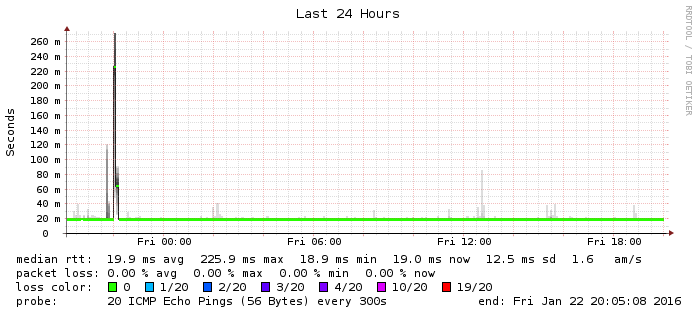 Last 24 Hours
RRDTOOL / TOBI OETIKER
Seconds
260 m
240 m
220 m
200 m
180 m
160 m
140 m
120 m
100 m
80 m
60 m
40 m
20 m
0
Fri 00:00 Fri 06:00 Fri 12:00 Fri 18:00
median rtt: 19.9 ms avg 225.9 ms max 18.9 ms min 19.0 ms now 12.5 ms sd 1.6 am/s
packet loss: 0.00 % avg 0.00 % max 0.00 % min 0.00 % now
loss color: 0 1/20 2/20 3/20 4/20 10/20 19/20
probe: 20 ICMP Echo Pings (56 Bytes) every 300s end: Fri Jan 22 20:05:08 2016